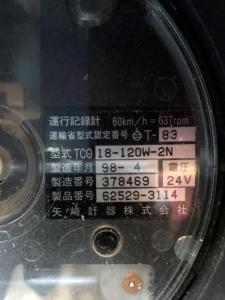 運行記録計 60km/h=637rpm
運輸省型式認定番号 T-83
型式 TCO 18-120W-2N
製造年月 98-4 電圧
製造番号 378469 24V
製品番号 62529-3114
矢崎計器株式会社